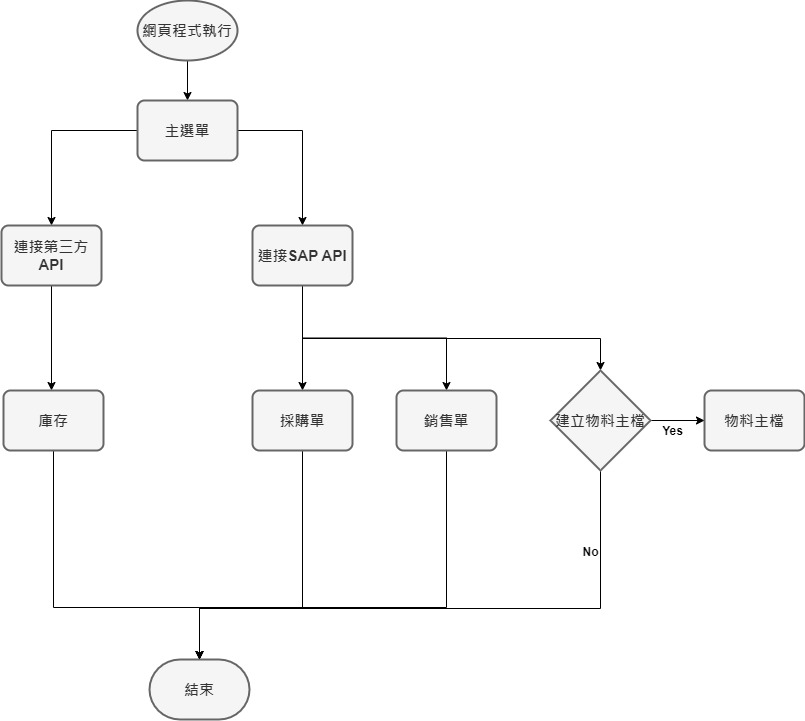 網頁程式執行
主選單
連接第三方
API
連接SAP API
庫存
採購單
銷售單
建立物料主檔
Yes
物料主檔
No
結束